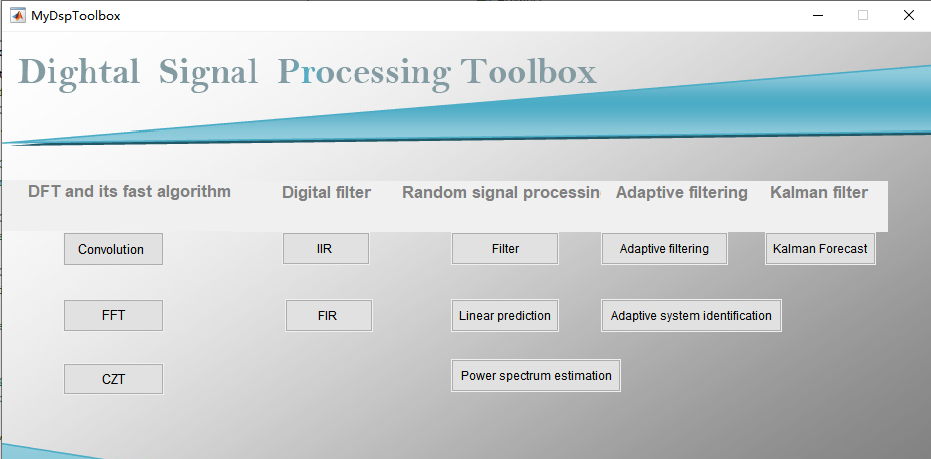 MyDspToolbox
Dightal Signal Processing Toolbox
DFT and its fast algorithm
Digital filter
Random signal processin
Adaptive filtering
Kalman filter
Convolution
IIR
Filter
Adaptive filtering
Kalman Forecast
FFT
FIR
Linear prediction
Adaptive system identification
CZT
Power spectrum estimation